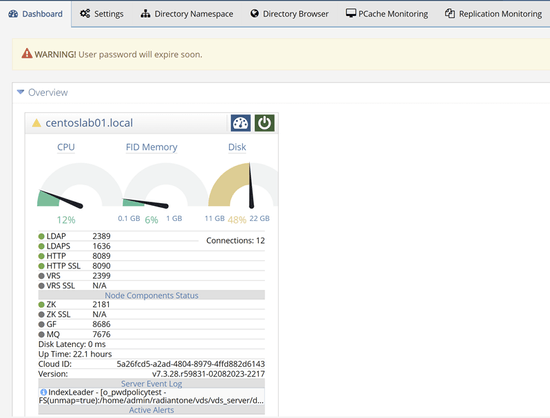 Dashboard Settings Directory Namespace Directory Browser PCache Monitoring Replication Monitoring
WARNING! User password will expire soon.
Overview
centoslab01.local
CPU FID Memory Disk
12% 0.1 GB 6% 1 GB 11 GB 48% 22 GB
LDAP 2389
Connections: 12
LDAPS 1636
HTTP 8089
HTTP SSL 8090
VRS 2399
VRS SSL N/A
Node Components Status
ZK 2181
ZK SSL N/A
GF 8686
MQ 7676
Disk Latency: 0 ms
Up Time: 22.1 hours
Cloud ID: 5a26fcd5-a2ad-4804-8979-4ffd882d6143
Version: v7.3.28.r59831-02082023-2217
Server Event Log
IndexLeader - [o_pwdpolicytest -
FS(unmap=true):/home/admin/radiantone/vds/vds_server/d...
Active Alerts